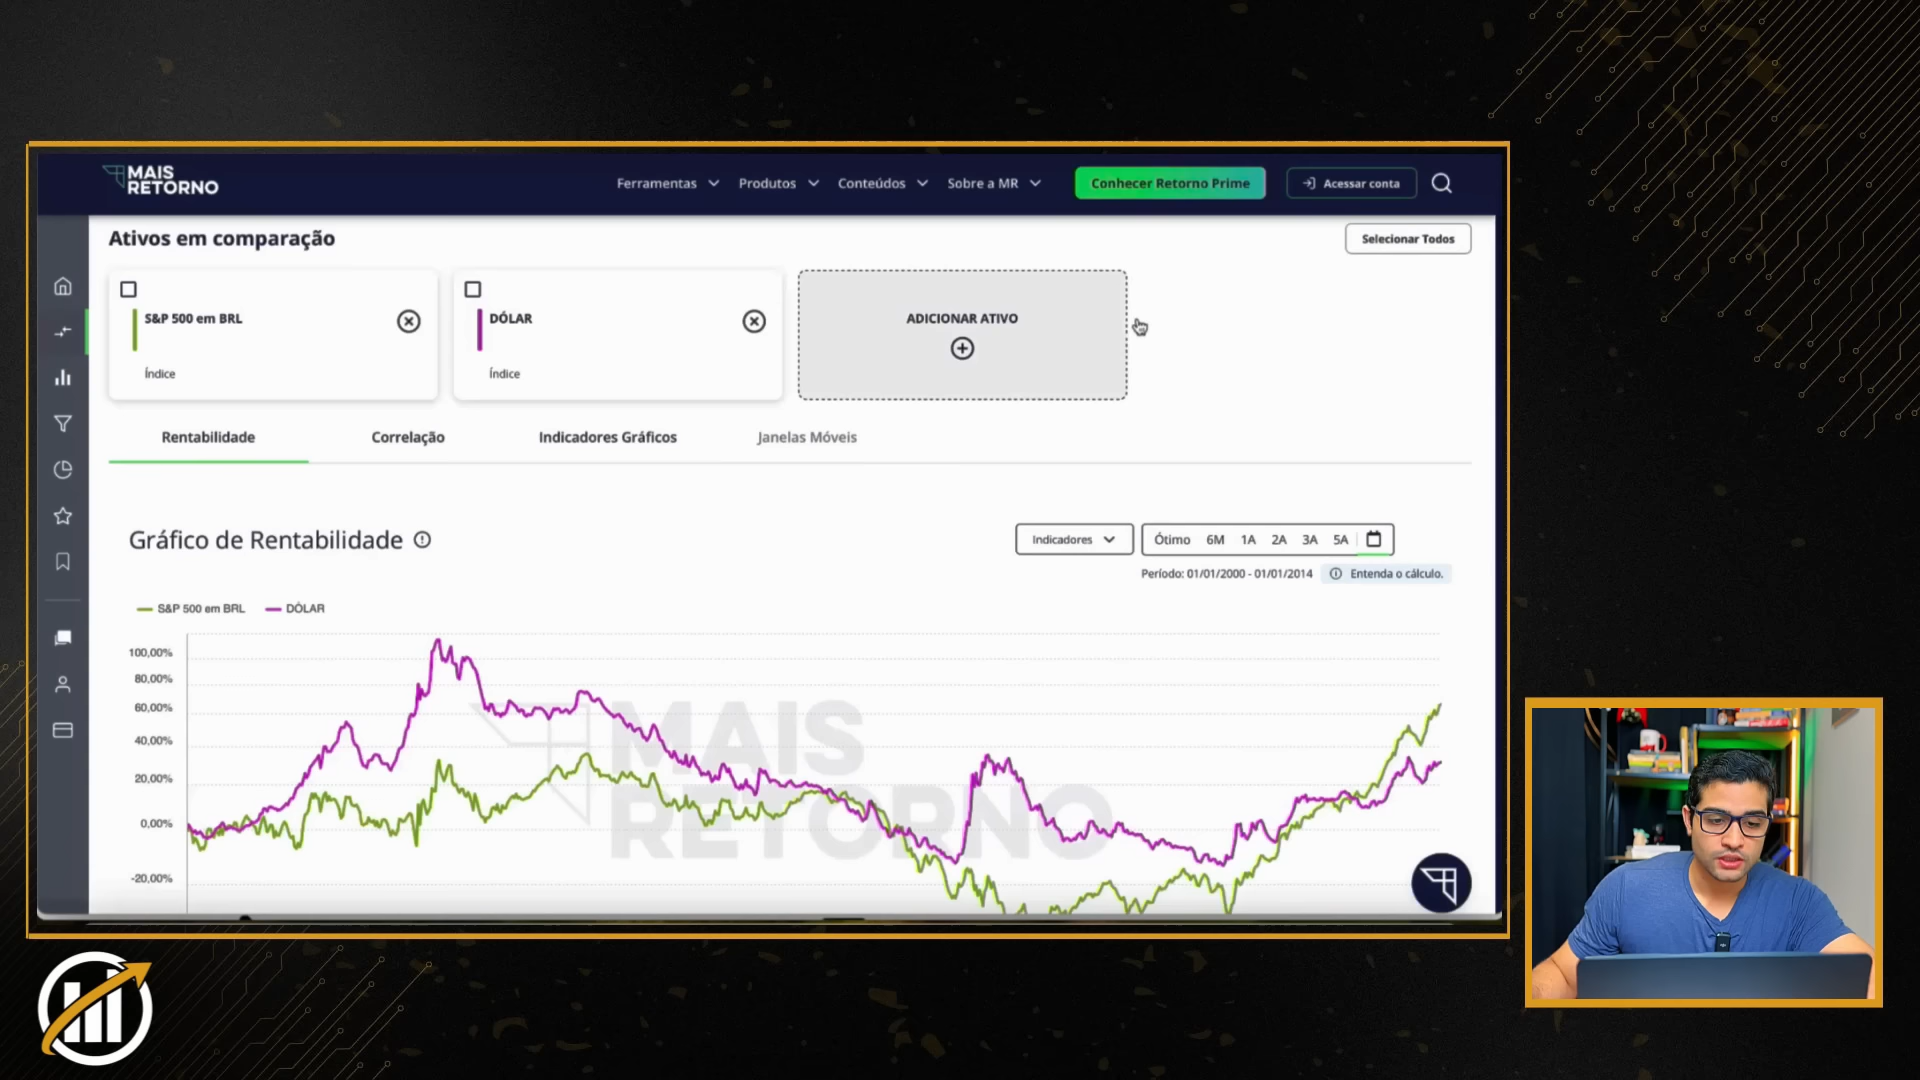 MAIS
RETORNO
Ferramentas
Produtos
Conteúdos
Sobre a MR
Conhecer Retorno Prime
Acessar conta
Ativos em comparação
Selecionar Todos
S&P 500 em BRL
Índice
DÓLAR
Índice
ADICIONAR ATIVO
Rentabilidade
Correlação
Indicadores Gráficos
Janelas Móveis
Gráfico de Rentabilidade
Indicadores
Ótimo 6M 1A 2A 3A 5A
Período: 01/01/2000 - 01/01/2014
Entenda o cálculo.
S&P 500 em BRL
DÓLAR
100,00%
80,00%
60,00%
40,00%
20,00%
0,00%
-20,00%
MAIS
RETORNO